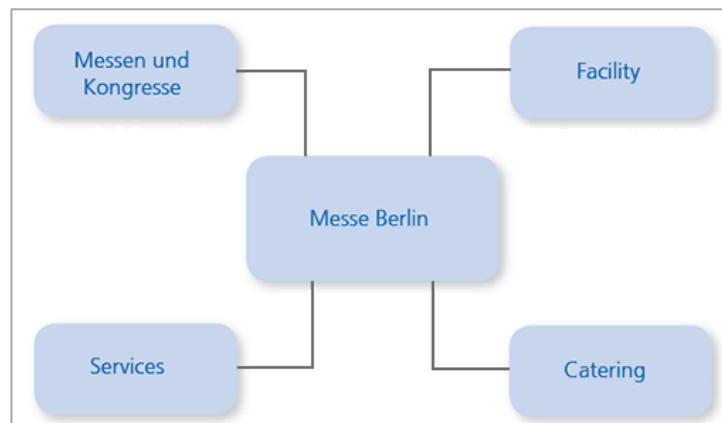 Messen und
Kongresse
Facility
Messe Berlin
Services
Catering